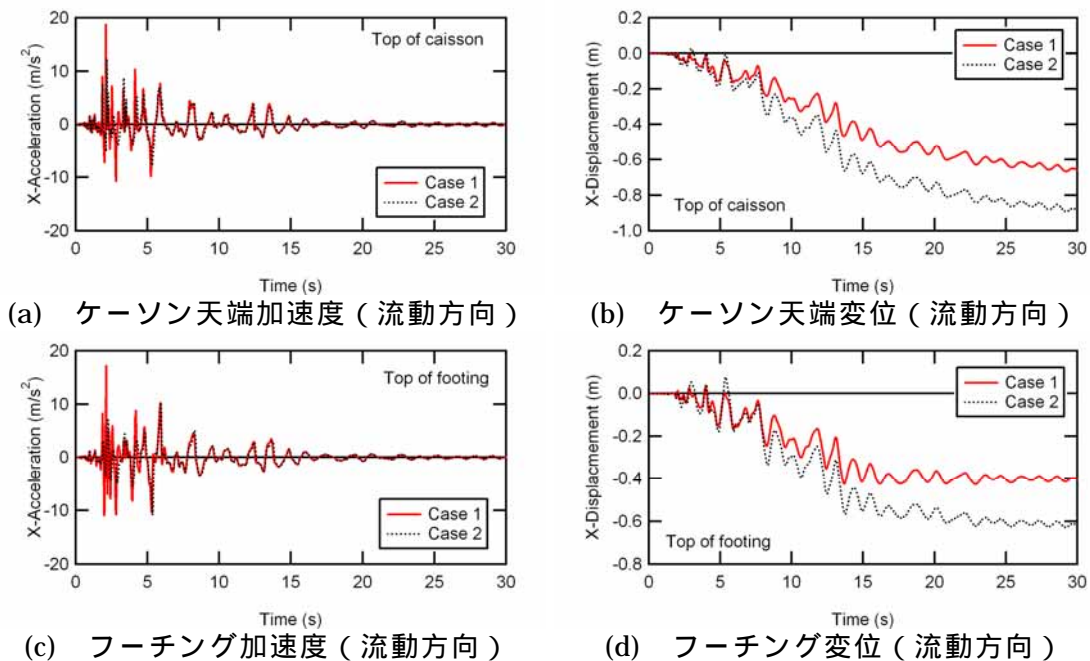 X-Acceleration (m/s²)
20
10
0
-10
-20
Top of caisson
Case 1
Case 2
0 5 10 15 20 25 30
Time (s)
(a) ケーソン天端加速度（流動方向）
X-Displacmement (m)
0.2
0.0
-0.2
-0.4
-0.6
-0.8
-1.0
Case 1
Case 2
Top of caisson
0 5 10 15 20 25 30
Time (s)
(b) ケーソン天端変位（流動方向）
X-Acceleration (m/s²)
20
10
0
-10
20
Top of footing
Case 1
Case 2
0 5 10 15 20 25 30
Time (s)
(c) フーチング加速度（流動方向）
X-Displacmement (m)
0.2
0.0
-0.2
-0.4
-0.6
-0.8
Case 1
Case 2
Top of footing
0 5 10 15 20 25 30
Time (s)
(d) フーチング変位（流動方向）